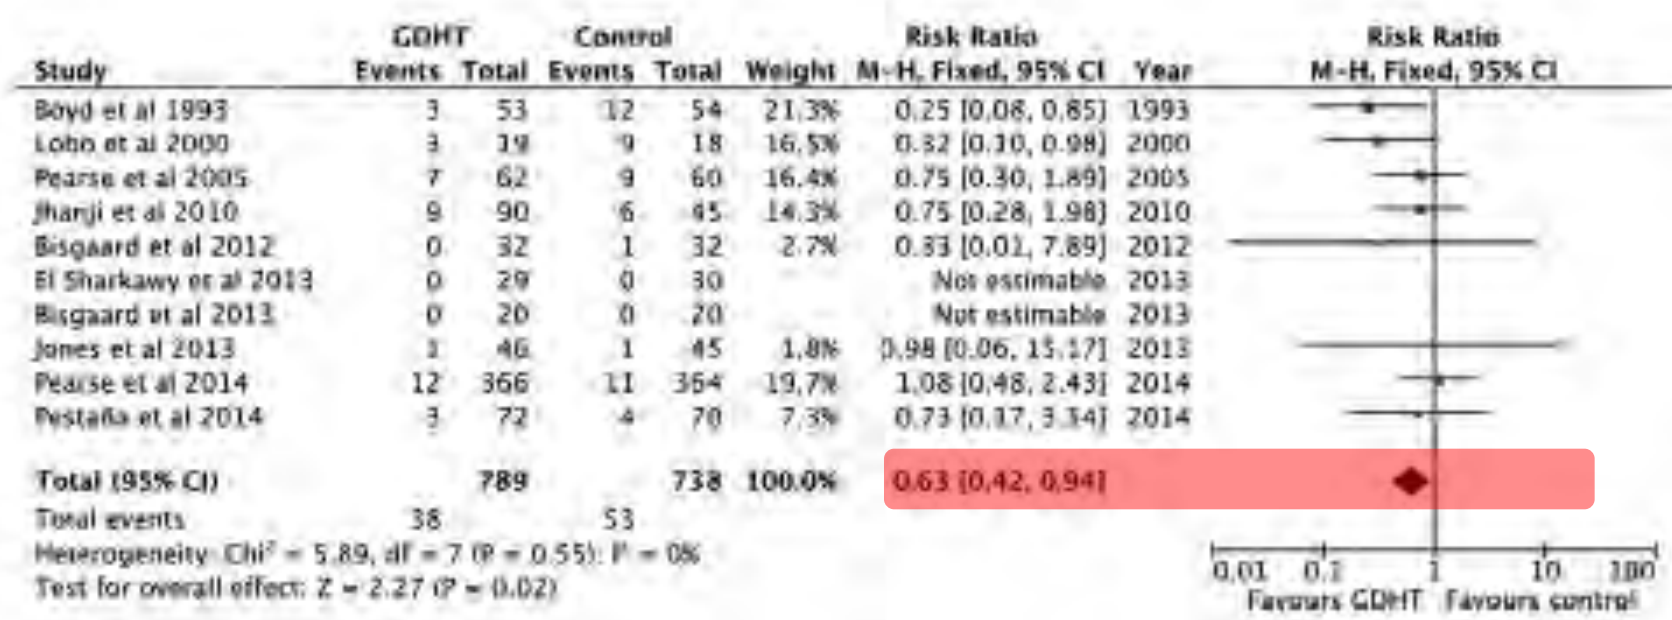 GDHT Control Risk Ratio Risk Ratio
Study Events Total Events Total Weight M-H, Fixed, 95% CI Year M-H, Fixed, 95% CI
Boyd et al 1993 3 53 12 54 21.3% 0.25 [0.08, 0.85] 1993
Lobo et al 2000 3 19 9 18 16.5% 0.32 [0.10, 0.98] 2000
Pearse et al 2005 7 62 9 60 16.4% 0.75 [0.30, 1.89] 2005
Jhanji et al 2010 9 90 6 45 14.3% 0.75 [0.28, 1.98] 2010
Bisgaard et al 2012 0 32 1 32 2.7% 0.33 [0.01, 7.89] 2012
El Sharkawy et al 2013 0 29 0 30 Not estimable 2013
Bisgaard et al 2013 0 20 0 20 Not estimable 2013
Jones et al 2013 1 46 1 45 1.8% 0.98 [0.06, 15.17] 2013
Pearse et al 2014 12 366 11 364 19.7% 1.08 [0.48, 2.43] 2014
Pestaña et al 2014 3 72 4 70 7.3% 0.73 [0.17, 3.14] 2014
Total (95% CI) 789 738 100.0% 0.63 [0.42, 0.94]
Total events 38 53
Heterogeneity: Chi² = 5.89, df = 7 (P = 0.55); I² = 0%
Test for overall effect: Z = 2.27 (P = 0.02)
0.01 0.1 1 10 100
Favours GDHT Favours control